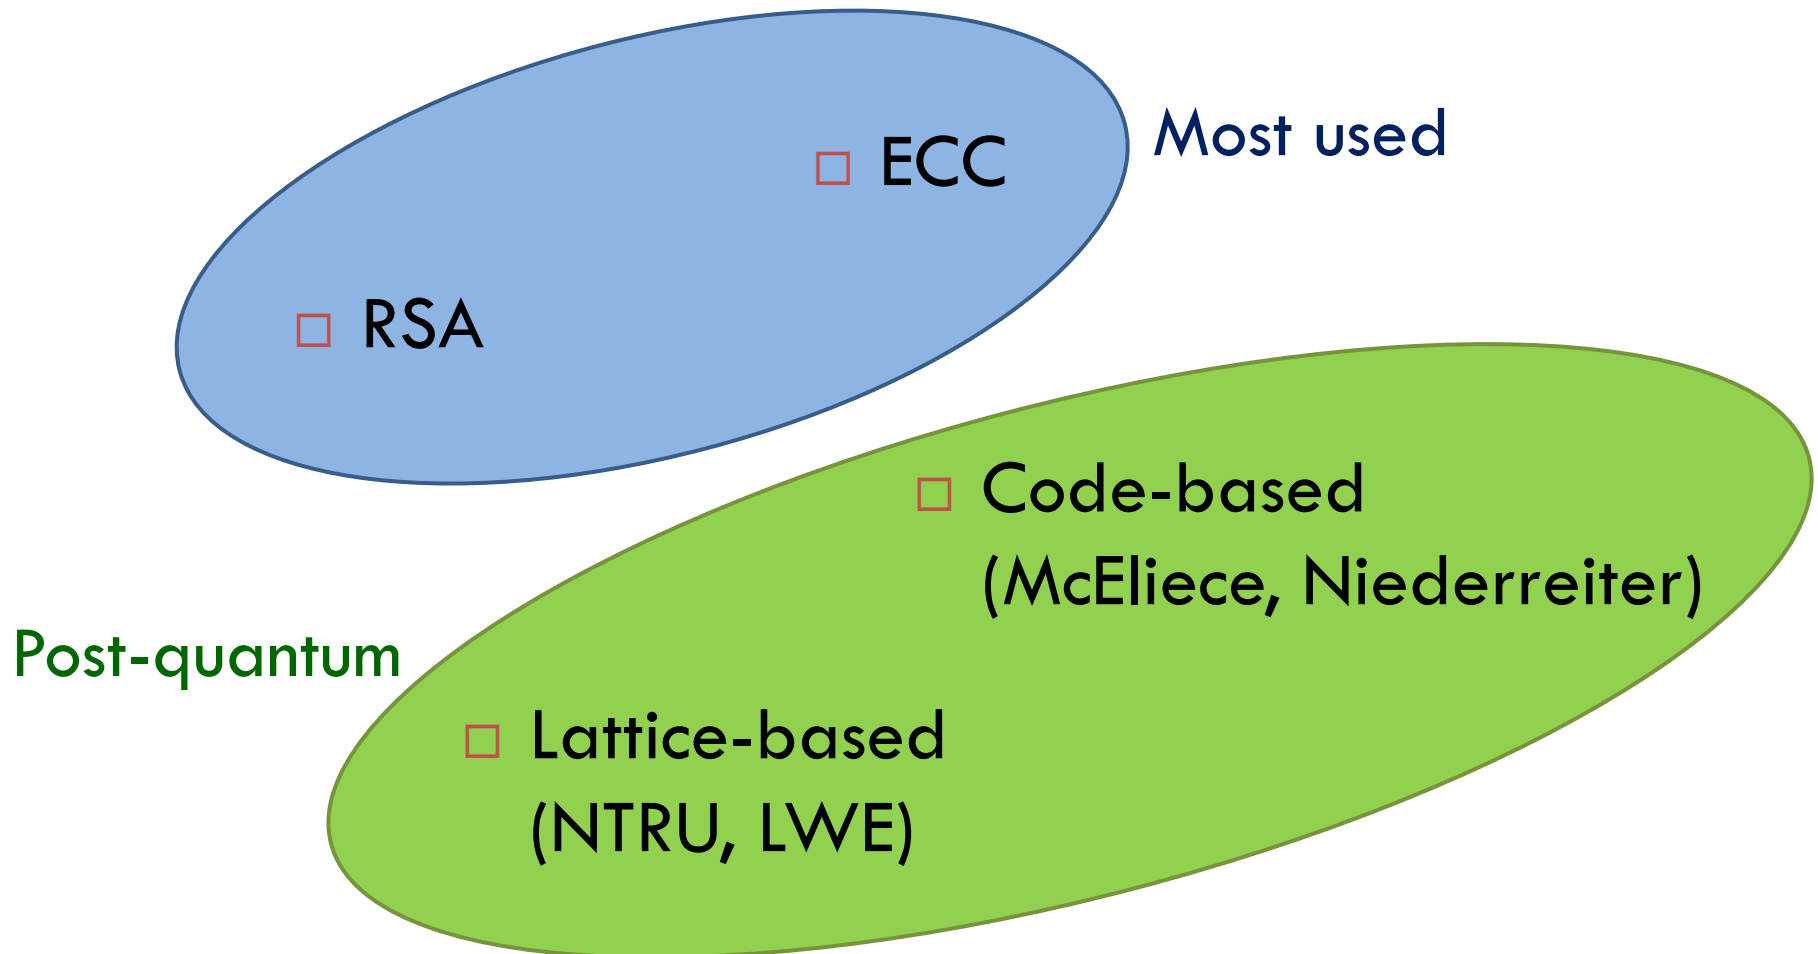 Most used
ECC
RSA
Code-based
(McEliece, Niederreiter)
Post-quantum
Lattice-based
(NTRU, LWE)